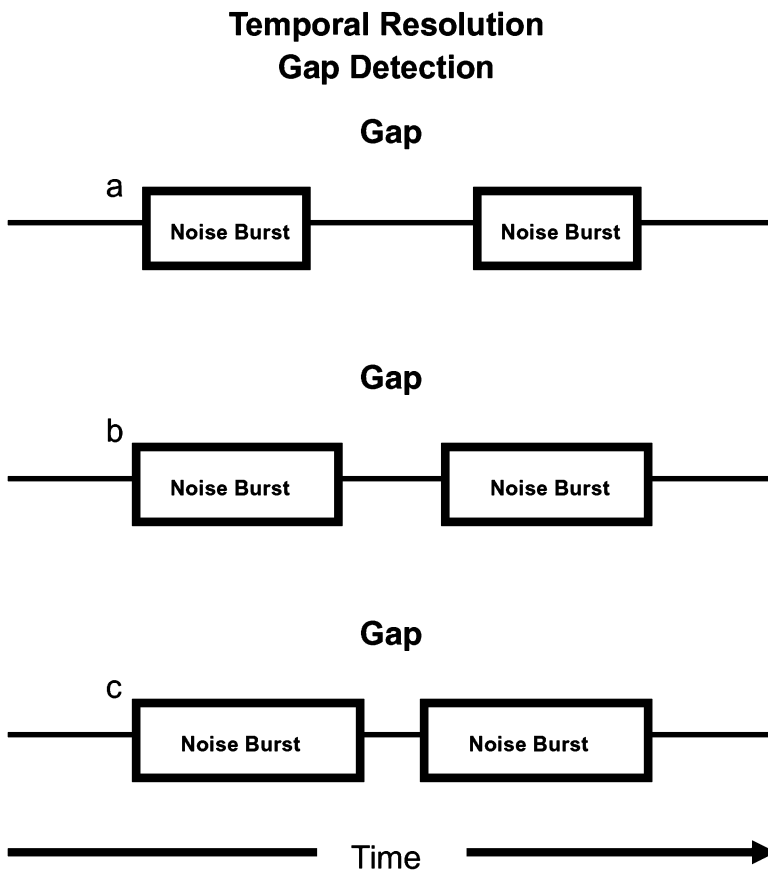 Temporal Resolution
Gap Detection
Gap
a
Noise Burst Noise Burst
Gap
b
Noise Burst Noise Burst
Gap
c
Noise Burst Noise Burst
Time